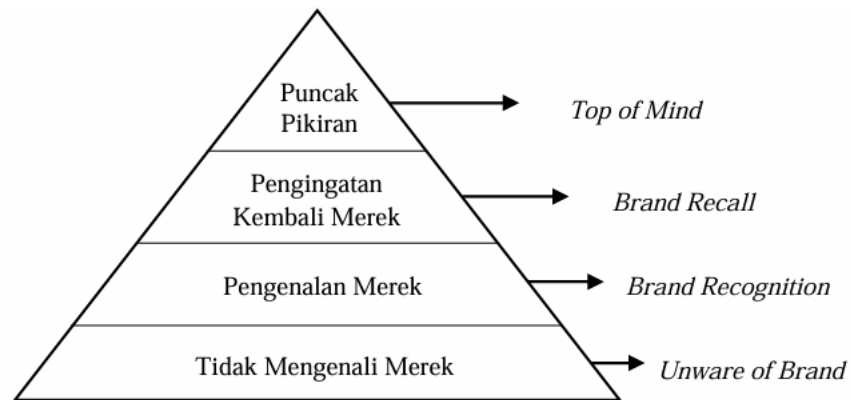 Puncak
Pikiran
Top of Mind
Pengingatan
Kembali Merek
Brand Recall
Pengenalan Merek
Brand Recognition
Tidak Mengenali Merek
Unware of Brand